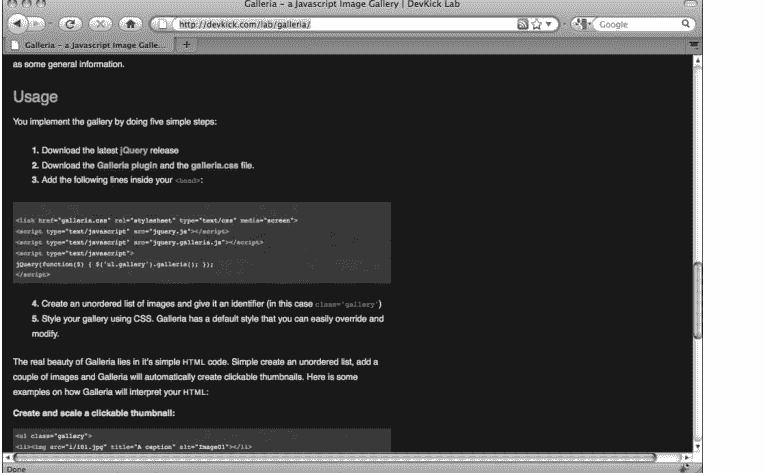 Galleria – a Javascript Image Gallery | DevKick Lab
http://devkick.com/lab/galleria/
Google
Galleria – a Javascript Image Galle...
as some general information.
Usage
You implement the gallery by doing five simple steps:
1. Download the latest jQuery release
2. Download the Galleria plugin and the galleria.css file.
3. Add the following lines inside your <head>:
<link href="galleria.css" rel="stylesheet" type="text/css" media="screen">
<script type="text/javascript" src="jquery.js"></script>
<script type="text/javascript" src="jquery.galleria.js"></script>
<script type="text/javascript">
jQuery(function($) { $('ul.gallery').galleria(); });
</script>
4. Create an unordered list of images and give it an identifier (in this case class='gallery')
5. Style your gallery using CSS. Galleria has a default style that you can easily override and
modify.
The real beauty of Galleria lies in it's simple HTML code. Simple create an unordered list, add a
couple of images and Galleria will automatically create clickable thumbnails. Here is some
examples on how Galleria will interpret your HTML:
Create and scale a clickable thumbnail:
<ul class="gallery">
<li><img src="i/i01.jpg" title="A caption" alt="Image01"></li>
Done